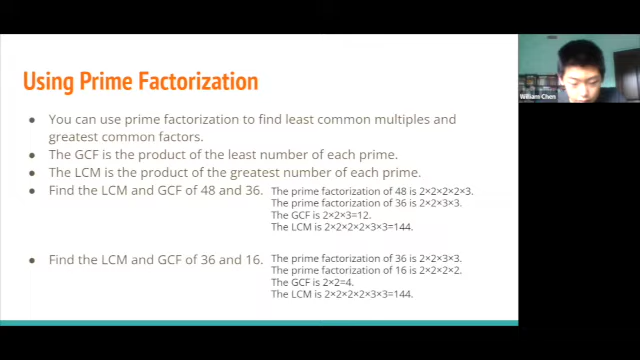 Using Prime Factorization
● You can use prime factorization to find least common multiples and
greatest common factors.
● The GCF is the product of the least number of each prime.
● The LCM is the product of the greatest number of each prime.
● Find the LCM and GCF of 48 and 36.
The prime factorization of 48 is 2×2×2×2×3.
The prime factorization of 36 is 2×2×3×3.
The GCF is 2×2×3=12.
The LCM is 2×2×2×2×3×3=144.
● Find the LCM and GCF of 36 and 16.
The prime factorization of 36 is 2×2×3×3.
The prime factorization of 16 is 2×2×2×2.
The GCF is 2×2=4.
The LCM is 2×2×2×2×3×3=144.
William Chen